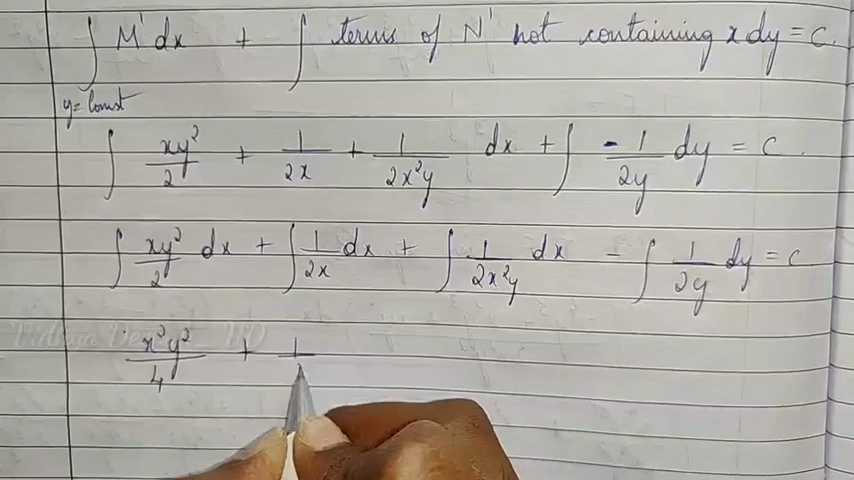 ∫ M' dx + ∫ terms of N' not containing x dy = c.
y = const
∫ xy²/2 + 1/2x + 1/2x²y dx + ∫ -1/2y dy = c.
∫ xy²/2 dx + ∫ 1/2x dx + ∫ 1/2x²y dx - ∫ 1/2y dy = c
x²y²/4 + 1